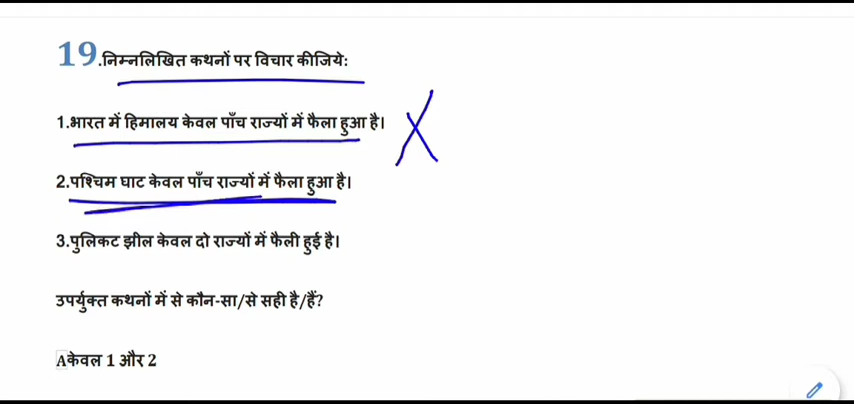 19.निम्नलिखित कथनों पर विचार कीजिये:
1.भारत में हिमालय केवल पाँच राज्यों में फैला हुआ है।
2.पश्चिम घाट केवल पाँच राज्यों में फैला हुआ है।
3.पुलिकट झील केवल दो राज्यों में फैली हुई है।
उपर्युक्त कथनों में से कौन-सा/से सही है/हैं?
Aकेवल 1 और 2